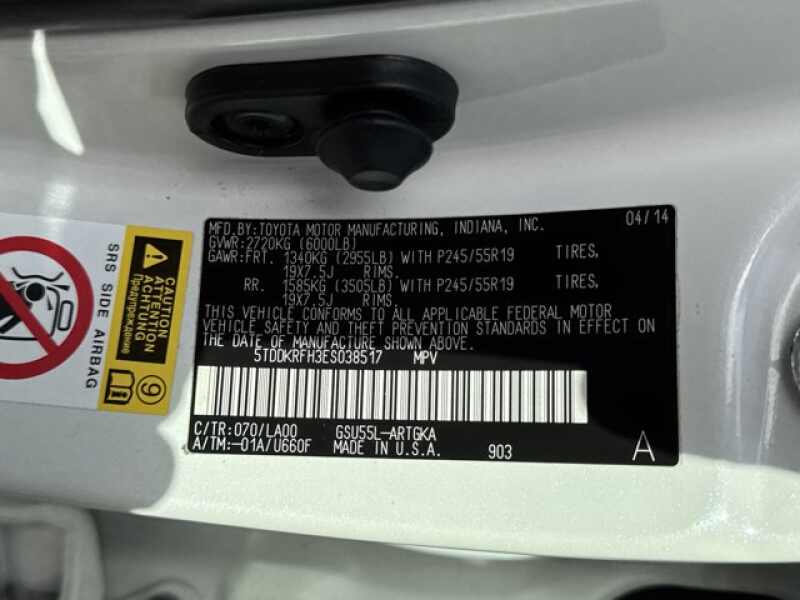 MFD.BY:TOYOTA MOTOR MANUFACTURING, INDIANA, INC. 04/14
GVWR:2720KG (6000LB)
GAWR:FRT. 1340KG (2955LB) WITH P245/55R19 TIRES,
19X7.5J RIMS.
RR. 1585KG (3505LB) WITH P245/55R19 TIRES,
19X7.5J RIMS.
THIS VEHICLE CONFORMS TO ALL APPLICABLE FEDERAL MOTOR
VEHICLE SAFETY AND THEFT PREVENTION STANDARDS IN EFFECT ON
THE DATE OF MANUFACTURE SHOWN ABOVE.
5TDDKRFH3ES038517 MPV
C/TR:070/LA00 GSU55L-ARTGKA
A/TM:-01A/U660F MADE IN U.S.A. 903 A
SRS SIDE AIRBAG
CAUTION
ATTENTION
ACHTUNG
Предупреждение
9